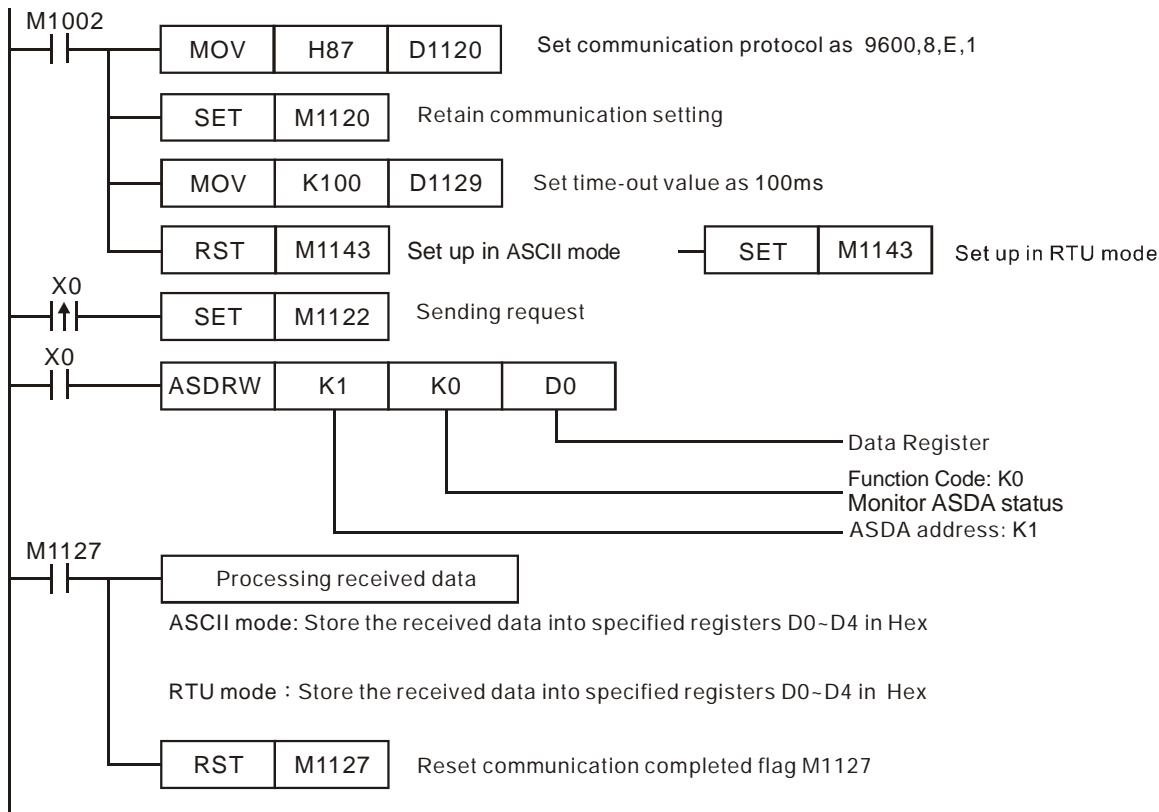 M1002
MOV H87 D1120 Set communication protocol as 9600,8,E,1
SET M1120 Retain communication setting
MOV K100 D1129 Set time-out value as 100ms
RST M1143 Set up in ASCII mode SET M1143 Set up in RTU mode
X0
SET M1122 Sending request
X0
ASDRW K1 K0 D0
Data Register
Function Code: K0
Monitor ASDA status
ASDA address: K1
M1127
Processing received data
ASCII mode: Store the received data into specified registers D0~D4 in Hex
RTU mode：Store the received data into specified registers D0~D4 in Hex
RST M1127 Reset communication completed flag M1127